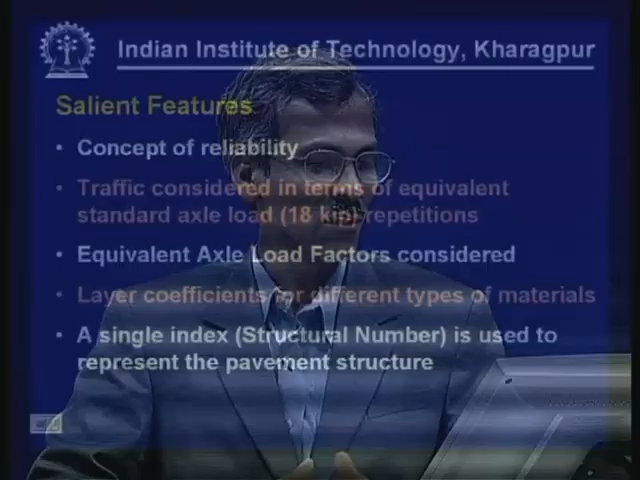 Indian Institute of Technology, Kharagpur
Salient Features
• Concept of reliability
• Traffic considered in terms of equivalent
standard axle load (18 kip) repetitions
• Equivalent Axle Load Factors considered
• Layer coefficients for different types of materials
• A single index (Structural Number) is used to
represent the pavement structure